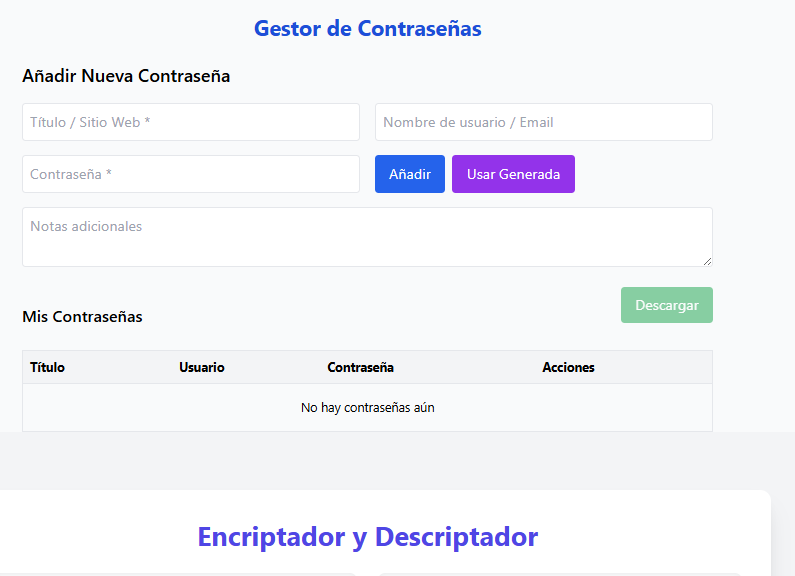 Gestor de Contraseñas
Añadir Nueva Contraseña
Título / Sitio Web *
Nombre de usuario / Email
Contraseña *
Añadir
Usar Generada
Notas adicionales
Descargar
Mis Contraseñas
Título Usuario Contraseña Acciones
No hay contraseñas aún
Encriptador y Descriptador